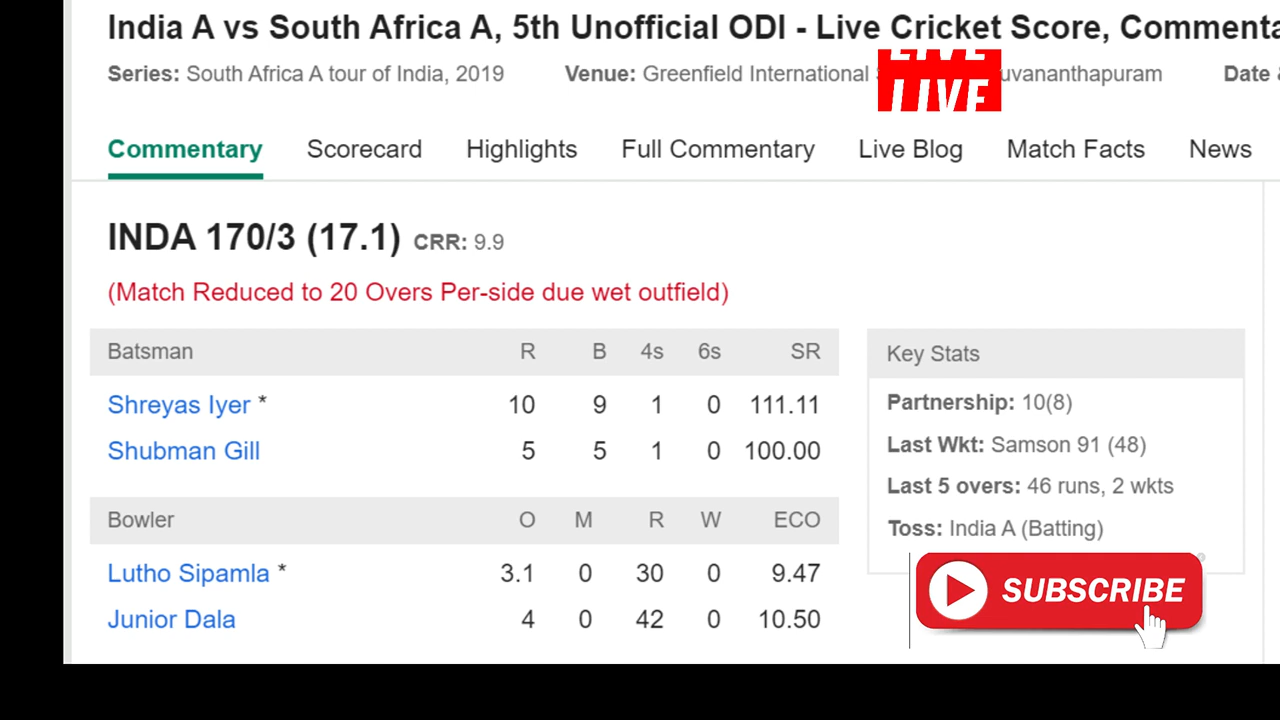 India A vs South Africa A, 5th Unofficial ODI - Live Cricket Score,
Series: South Africa A tour of India, 2019 Venue: Greenfield International Date
LIVE
Commentary Scorecard Highlights Full Commentary Live Blog Match Facts News
INDA 170/3 (17.1) CRR: 9.9
(Match Reduced to 20 Overs Per-side due wet outfield)
Batsman R B 4s 6s SR
Shreyas Iyer * 10 9 1 0 111.11
Shubman Gill 5 5 1 0 100.00
Bowler O M R W ECO
Lutho Sipamla * 3.1 0 30 0 9.47
Junior Dala 4 0 42 0 10.50
Key Stats
Partnership: 10(8)
Last Wkt: Samson 91 (48)
Last 5 overs: 46 runs, 2 wkts
Toss: India A (Batting)
SUBSCRIBE